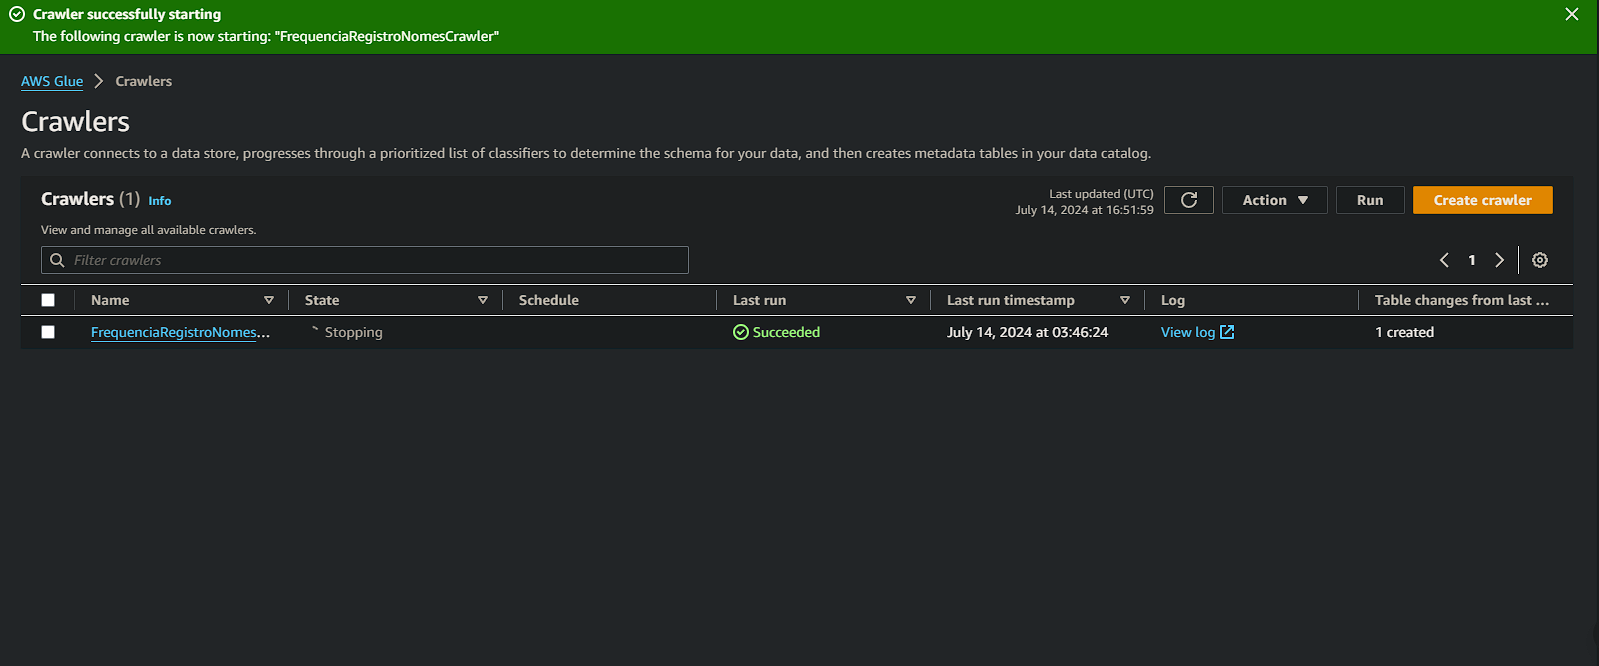 Crawler successfully starting
The following crawler is now starting: "FrequenciaRegistroNomesCrawler"
AWS Glue > Crawlers
Crawlers
A crawler connects to a data store, progresses through a prioritized list of classifiers to determine the schema for your data, and then creates metadata tables in your data catalog.
Crawlers (1) Info
Last updated (UTC)
July 14, 2024 at 16:51:59
Action
Run
Create crawler
View and manage all available crawlers.
Filter crawlers
1
Name State Schedule Last run Last run timestamp Log Table changes from last ...
FrequenciaRegistroNomes... Stopping Succeeded July 14, 2024 at 03:46:24 View log 1 created